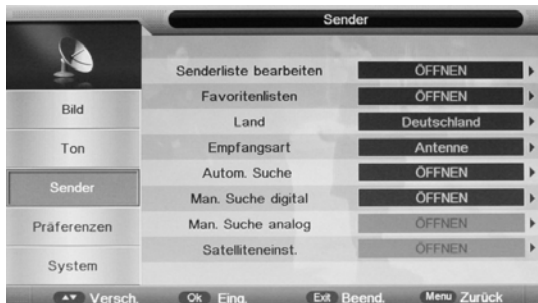 Sender
Senderliste bearbeiten ÖFFNEN
Favoritenlisten ÖFFNEN
Land Deutschland
Empfangsart Antenne
Autom. Suche ÖFFNEN
Man. Suche digital ÖFFNEN
Man. Suche analog ÖFFNEN
Satelliteneinst. ÖFFNEN
Bild
Ton
Sender
Präferenzen
System
Versch. Ok Eing. Exit Beend. Menu Zurück